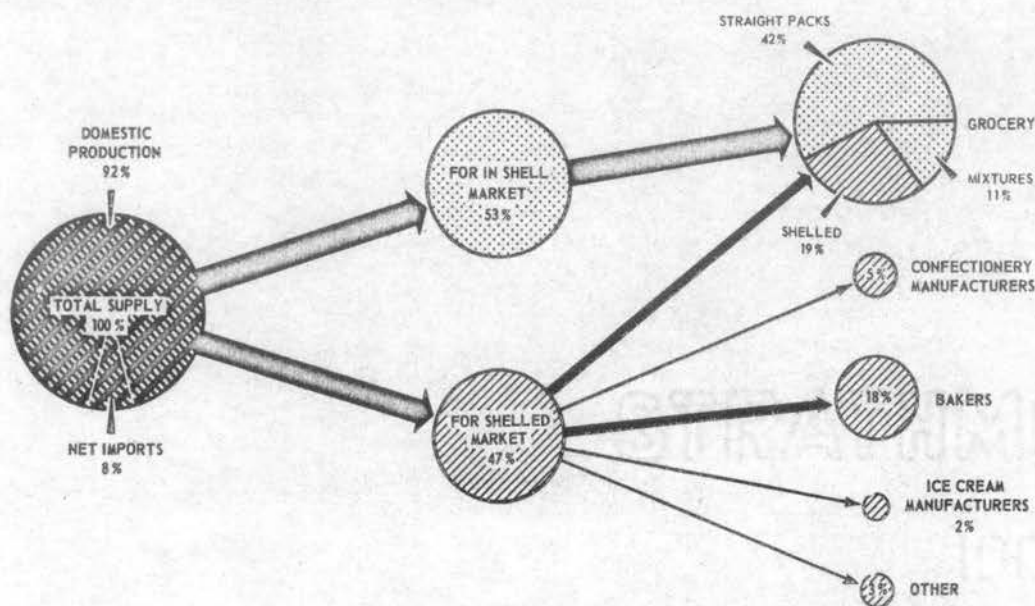 STRAIGHT PACKS
42%
GROCERY
MIXTURES
11%
SHELLED
19%
DOMESTIC
PRODUCTION
92%
FOR IN SHELL
MARKET
53%
TOTAL SUPPLY
100%
NET IMPORTS
8%
FOR SHELLED
MARKET
47%
5%
CONFECTIONERY
MANUFACTURERS
18%
BAKERS
ICE CREAM
MANUFACTURERS
2%
3%
OTHER